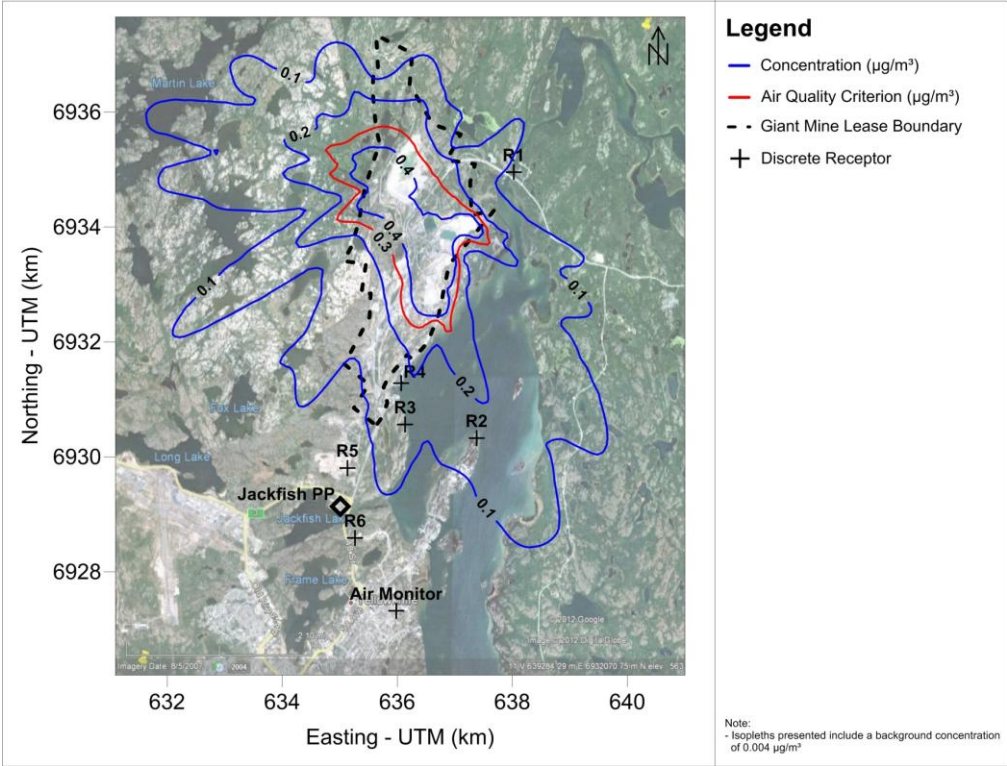 Legend
Concentration (µg/m³)
Air Quality Criterion (µg/m³)
Giant Mine Lease Boundary
Discrete Receptor
N
Martin Lake
0.1
0.2
0.4
R1
0.4
0.3
0.1
0.1
R4
0.2
Fox Lake
R3
R2
Long Lake
R5
Jackfish PP
0.1
Jackfish Lake
R6
Frame Lake
Air Monitor
© 2012 Google
2004
6936
6934
6932
6930
6928
Northing - UTM (km)
632
634
636
638
640
Easting - UTM (km)
Note:
- Isopleths presented include a background concentration
of 0.004 µg/m³